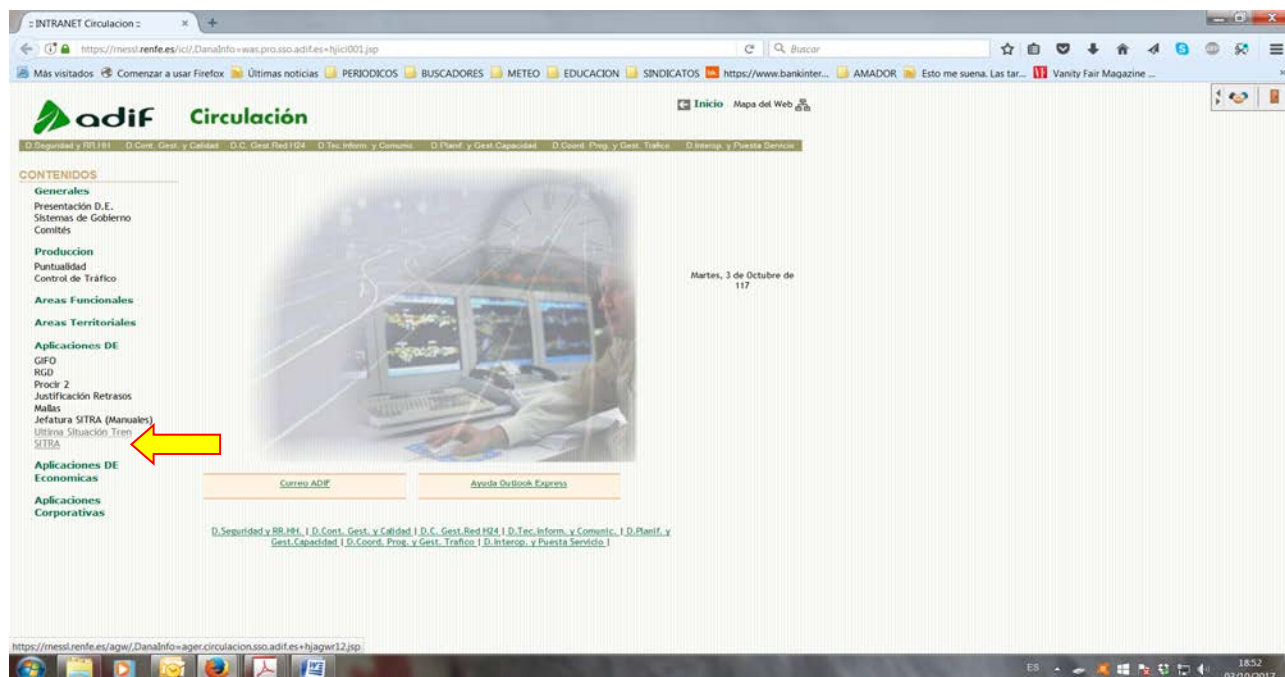 :: INTRANET Circulacion ::
https://messl.renfe.es/ici/,DanaInfo=was.pro.sso.adif.es+hjici001.jsp
Buscar
Más visitados Comenzar a usar Firefox Últimas noticias PERIODICOS BUSCADORES METEO EDUCACION SINDICATOS https://www.bankinter... AMADOR Esto me suena. Las tar... Vanity Fair Magazine ...
adif Circulación
Inicio Mapa del Web
D.Seguridad y RR.HH D.Cont. Gest. y Calidad D.C. Gest.Red H24 D.Tec.Inform. y Comunic. D.Planif. y Gest.Capacidad D.Coord. Prog. y Gest. Trafico D.Interop. y Puesta Servicio
CONTENIDOS
Generales
Presentación D.E.
Sistemas de Gobierno
Comités
Produccion
Puntualidad
Control de Tráfico
Areas Funcionales
Areas Territoriales
Aplicaciones DE
GIFO
RGD
Procir 2
Justificación Retrasos
Mallas
Jefatura SITRA (Manuales)
Ultima Situación Tren
SITRA
Aplicaciones DE
Economicas
Aplicaciones
Corporativas
Martes, 3 de Octubre de
117
Correo ADIF
Ayuda Outlook Express
D.Seguridad y RR.HH. | D.Cont. Gest. y Calidad | D.C. Gest.Red H24 | D.Tec.Inform. y Comunic. | D.Planif. y
Gest.Capacidad | D.Coord. Prog. y Gest. Trafico | D.Interop. y Puesta Servicio |
https://messl.renfe.es/agw/,DanaInfo=ager.circulacion.sso.adif.es+hjagwr12.jsp
ES
18:52
03/10/2017